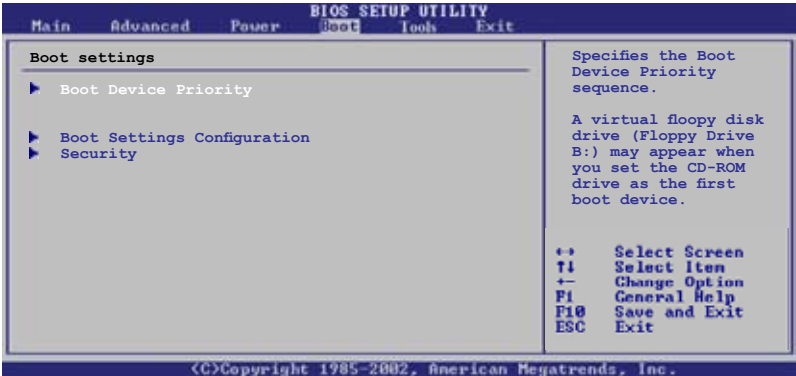 BIOS SETUP UTILITY
Main Advanced Power Boot Tools Exit
Boot settings
Boot Device Priority
Boot Settings Configuration
Security
Specifies the Boot
Device Priority
sequence.
A virtual floopy disk
drive (Floppy Drive
B:) may appear when
you set the CD-ROM
drive as the first
boot device.
↔ Select Screen
↑↓ Select Item
+- Change Option
F1 General Help
F10 Save and Exit
ESC Exit
(C)Copyright 1985-2002, American Megatrends, Inc.